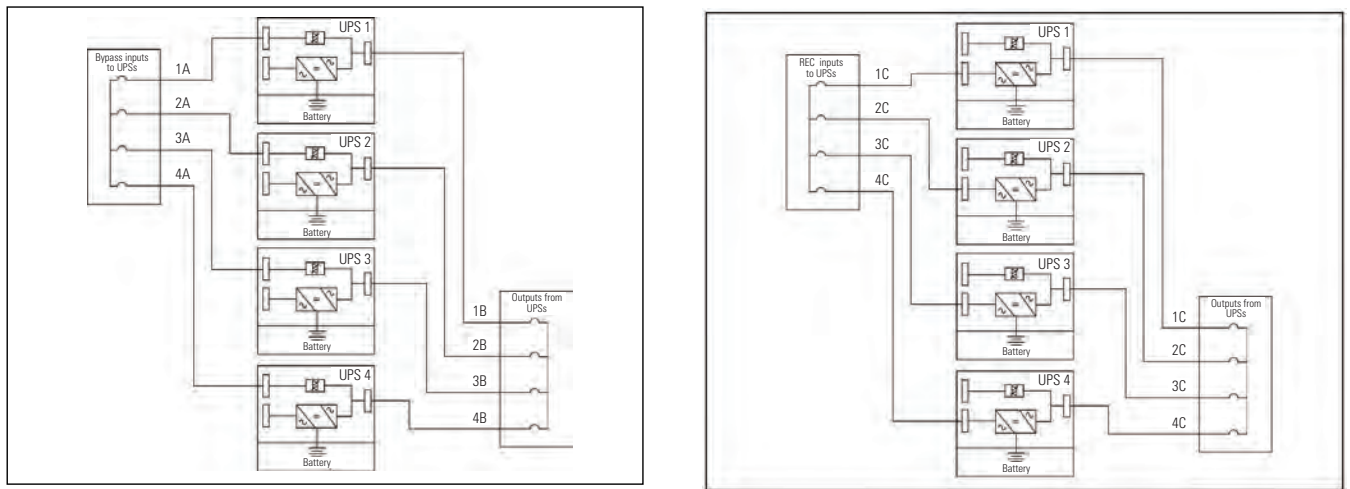 Bypass inputs
to UPSs
1A
2A
3A
4A
UPS 1
Battery
UPS 2
Battery
UPS 3
Battery
UPS 4
Battery
Outputs from
UPSs
1B
2B
3B
4B
REC inputs
to UPSs
1C
2C
3C
4C
UPS 1
Battery
UPS 2
Battery
UPS 3
Battery
UPS 4
Battery
Outputs from
UPSs
1C
2C
3C
4C